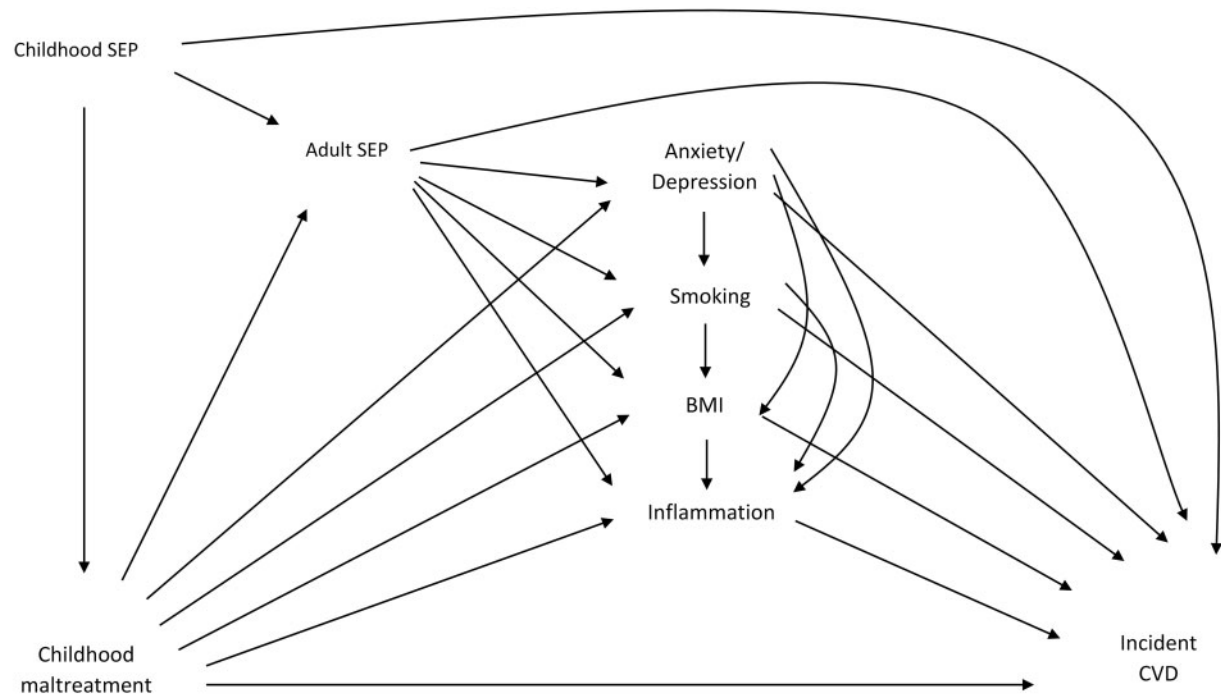 Childhood SEP
Adult SEP
Anxiety/
Depression
Smoking
BMI
Inflammation
Childhood
maltreatment
Incident
CVD